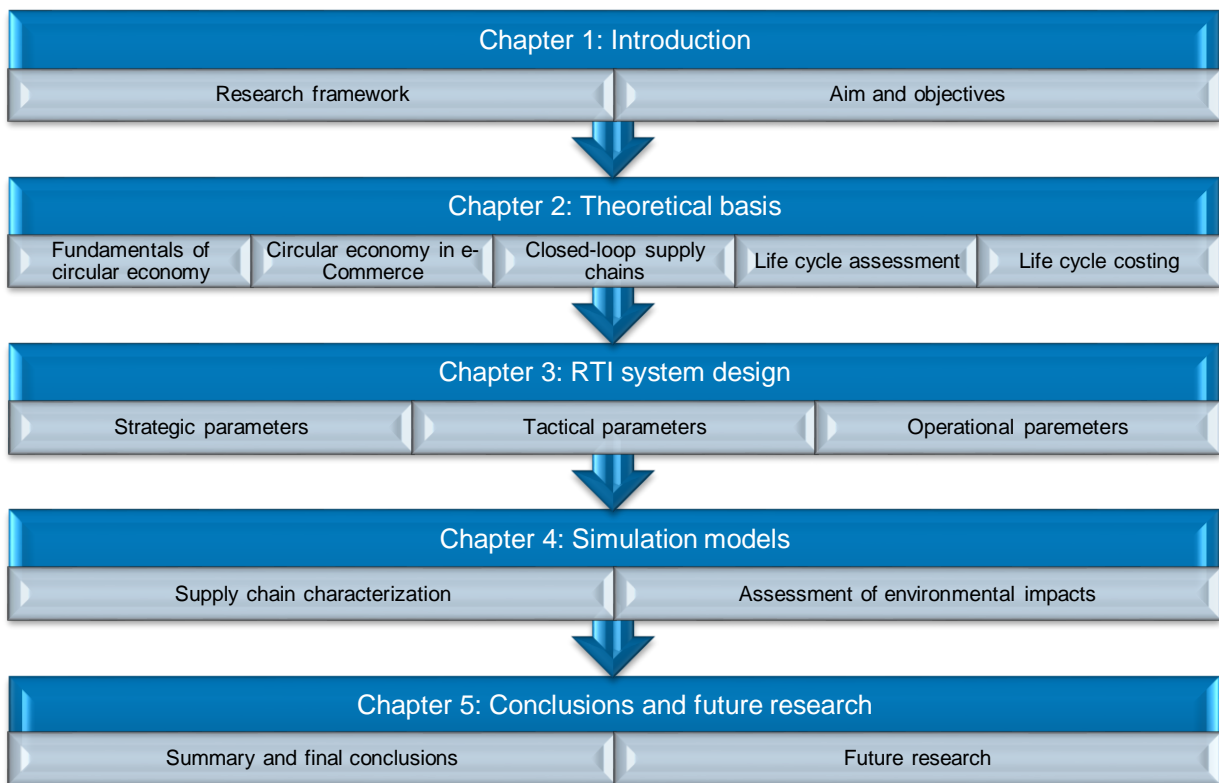 Chapter 1: Introduction
Research framework
Aim and objectives
Chapter 2: Theoretical basis
Fundamentals of
circular economy
Circular economy in e-
Commerce
Closed-loop supply
chains
Life cycle assessment
Life cycle costing
Chapter 3: RTI system design
Strategic parameters
Tactical parameters
Operational paremeters
Chapter 4: Simulation models
Supply chain characterization
Assessment of environmental impacts
Chapter 5: Conclusions and future research
Summary and final conclusions
Future research